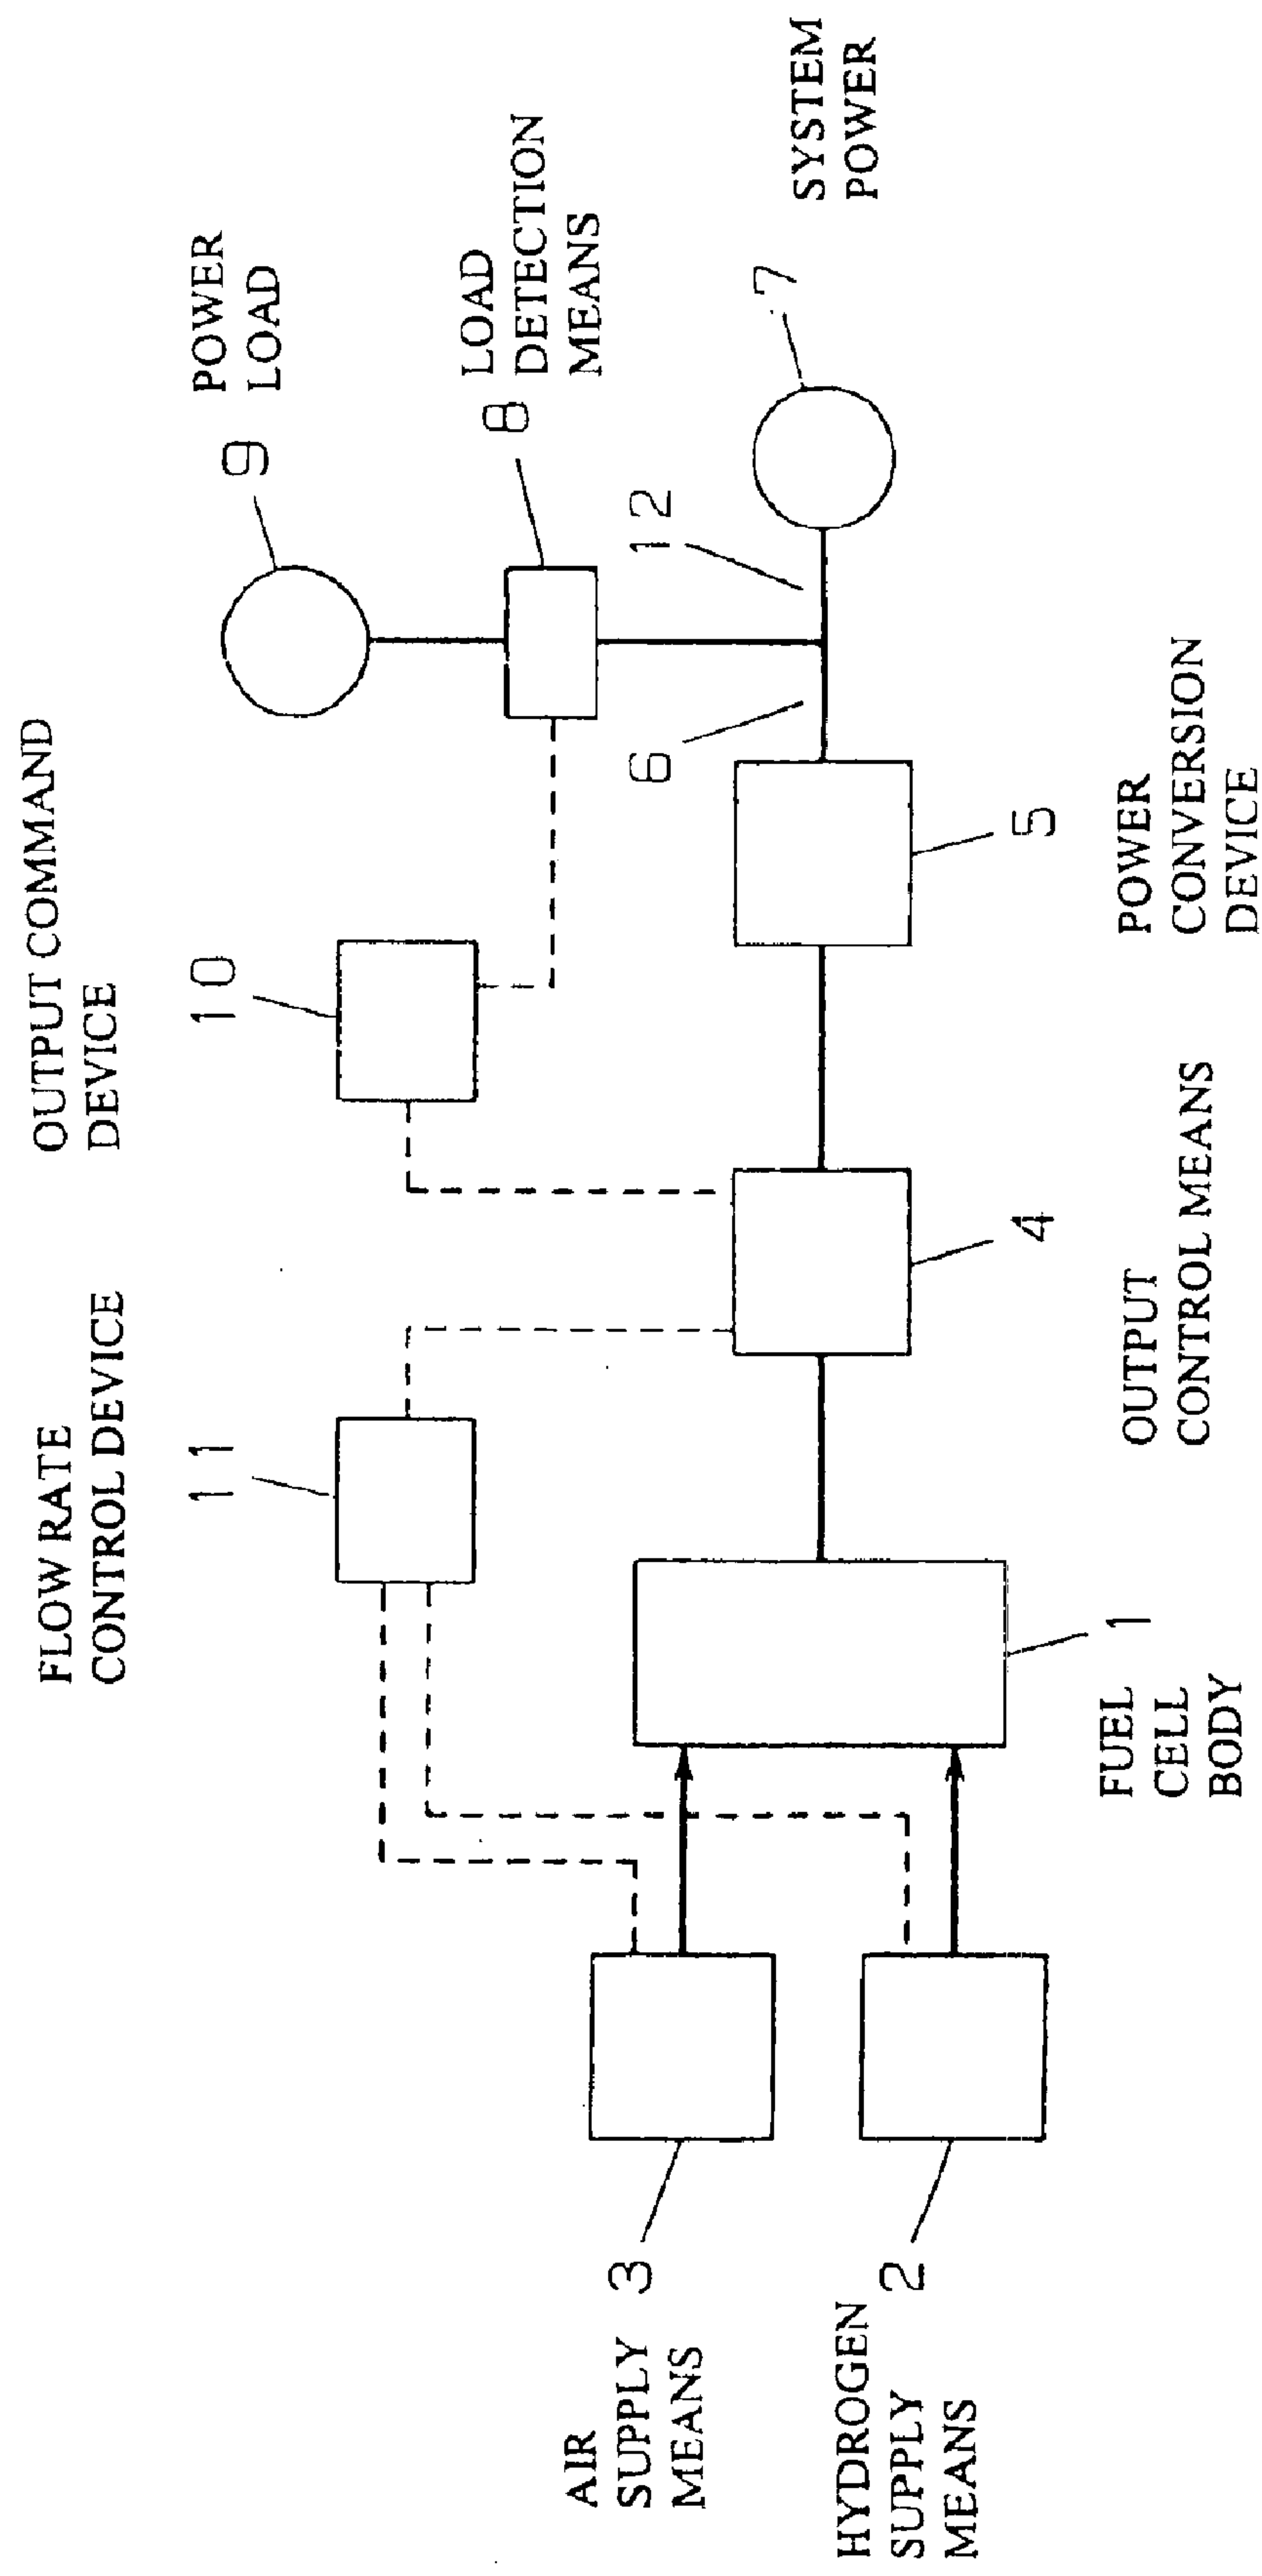 FLOW RATE
CONTROL DEVICE
11
OUTPUT COMMAND
DEVICE
10
POWER
LOAD
9
LOAD
DETECTION
MEANS
8
SYSTEM
POWER
7
12
6
AIR
SUPPLY
MEANS
3
HYDROGEN
SUPPLY
MEANS
2
1
FUEL
CELL
BODY
4
OUTPUT
CONTROL MEANS
5
POWER
CONVERSION
DEVICE